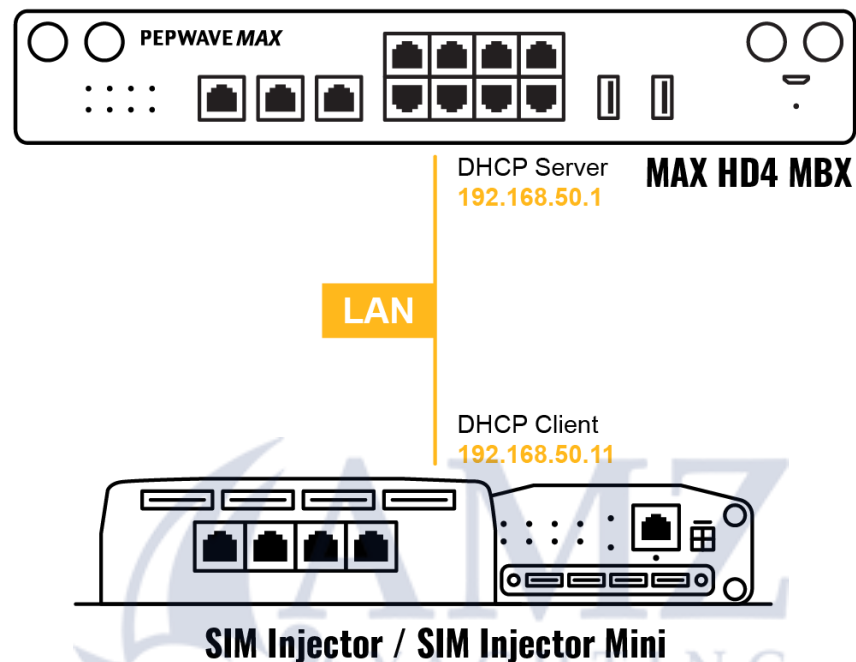 PEPWAVE MAX
DHCP Server
192.168.50.1
MAX HD4 MBX
LAN
DHCP Client
192.168.50.11
AMZ
SIM Injector / SIM Injector Mini